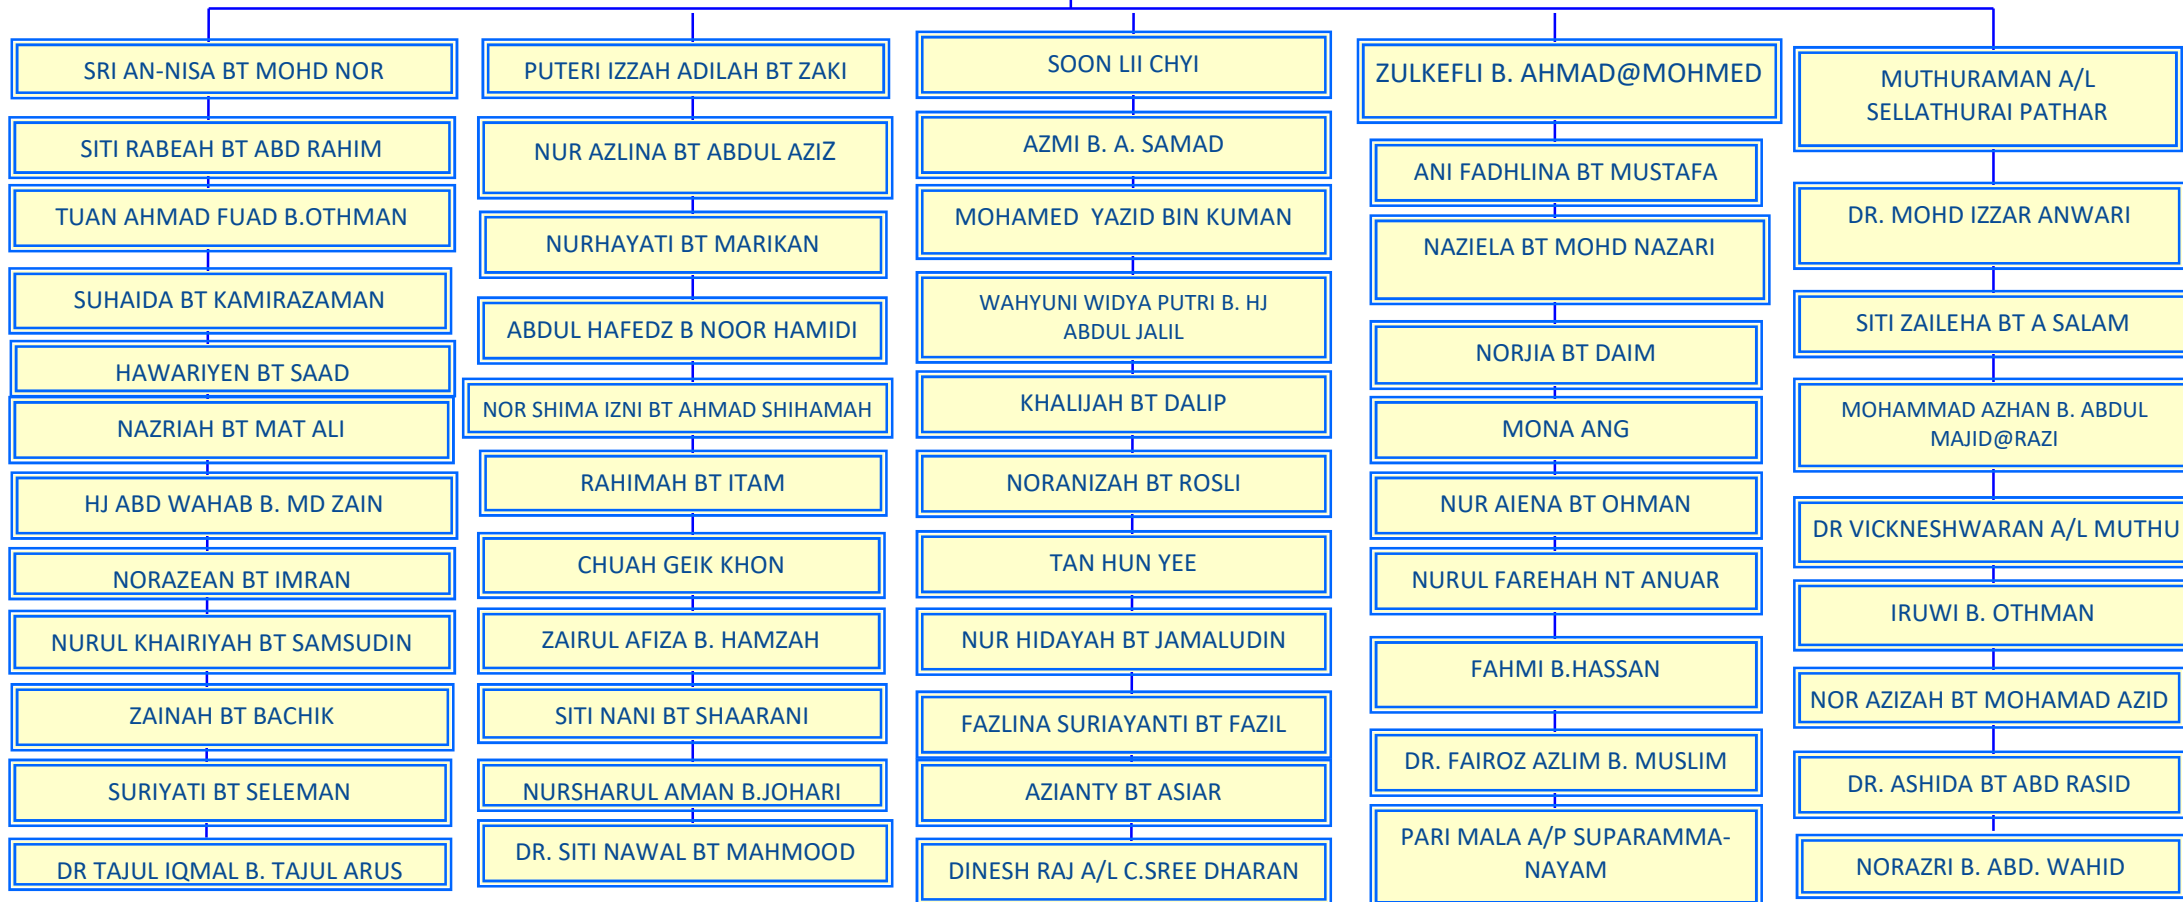 SRI AN-NISA BT MOHD NOR
SITI RABEAH BT ABD RAHIM
TUAN AHMAD FUAD B.OTHMAN
SUHAIDA BT KAMIRAZAMAN
HAWARIYEN BT SAAD
NAZRIAH BT MAT ALI
HJ ABD WAHAB B. MD ZAIN
NORAZEAN BT IMRAN
NURUL KHAIRIYAH BT SAMSUDIN
ZAINAH BT BACHIK
SURIYATI BT SELEMAN
DR TAJUL IQMAL B. TAJUL ARUS
PUTERI IZZAH ADILAH BT ZAKI
NUR AZLINA BT ABDUL AZIZ
NURHAYATI BT MARIKAN
ABDUL HAFEDZ B NOOR HAMIDI
NOR SHIMA IZNI BT AHMAD SHIHAMAH
RAHIMAH BT ITAM
CHUAH GEIK KHON
ZAIRUL AFIZA B. HAMZAH
SITI NANI BT SHAARANI
NURSHARUL AMAN B.JOHARI
DR. SITI NAWAL BT MAHMOOD
SOON LII CHYI
AZMI B. A. SAMAD
MOHAMED  YAZID BIN KUMAN
WAHYUNI WIDYA PUTRI B. HJ
ABDUL JALIL
KHALIJAH BT DALIP
NORANIZAH BT ROSLI
TAN HUN YEE
NUR HIDAYAH BT JAMALUDIN
FAZLINA SURIAYANTI BT FAZIL
AZIANTY BT ASIAR
DINESH RAJ A/L C.SREE DHARAN
ZULKEFLI B. AHMAD@MOHMED
ANI FADHLINA BT MUSTAFA
NAZIELA BT MOHD NAZARI
NORJIA BT DAIM
MONA ANG
NUR AIENA BT OHMAN
NURUL FAREHAH NT ANUAR
FAHMI B.HASSAN
DR. FAIROZ AZLIM B. MUSLIM
PARI MALA A/P SUPARAMMA-
NAYAM
MUTHURAMAN A/L
SELLATHURAI PATHAR
DR. MOHD IZZAR ANWARI
SITI ZAILEHA BT A SALAM
MOHAMMAD AZHAN B. ABDUL
MAJID@RAZI
DR VICKNESHWARAN A/L MUTHU
IRUWI B. OTHMAN
NOR AZIZAH BT MOHAMAD AZID
DR. ASHIDA BT ABD RASID
NORAZRI B. ABD. WAHID